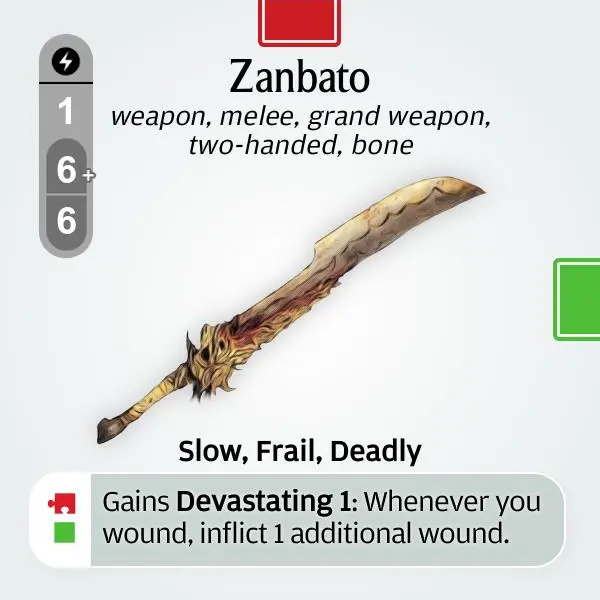 Zanbato
weapon, melee, grand weapon,
two-handed, bone
1
6+
6
Slow, Frail, Deadly
Gains Devastating 1: Whenever you
wound, inflict 1 additional wound.